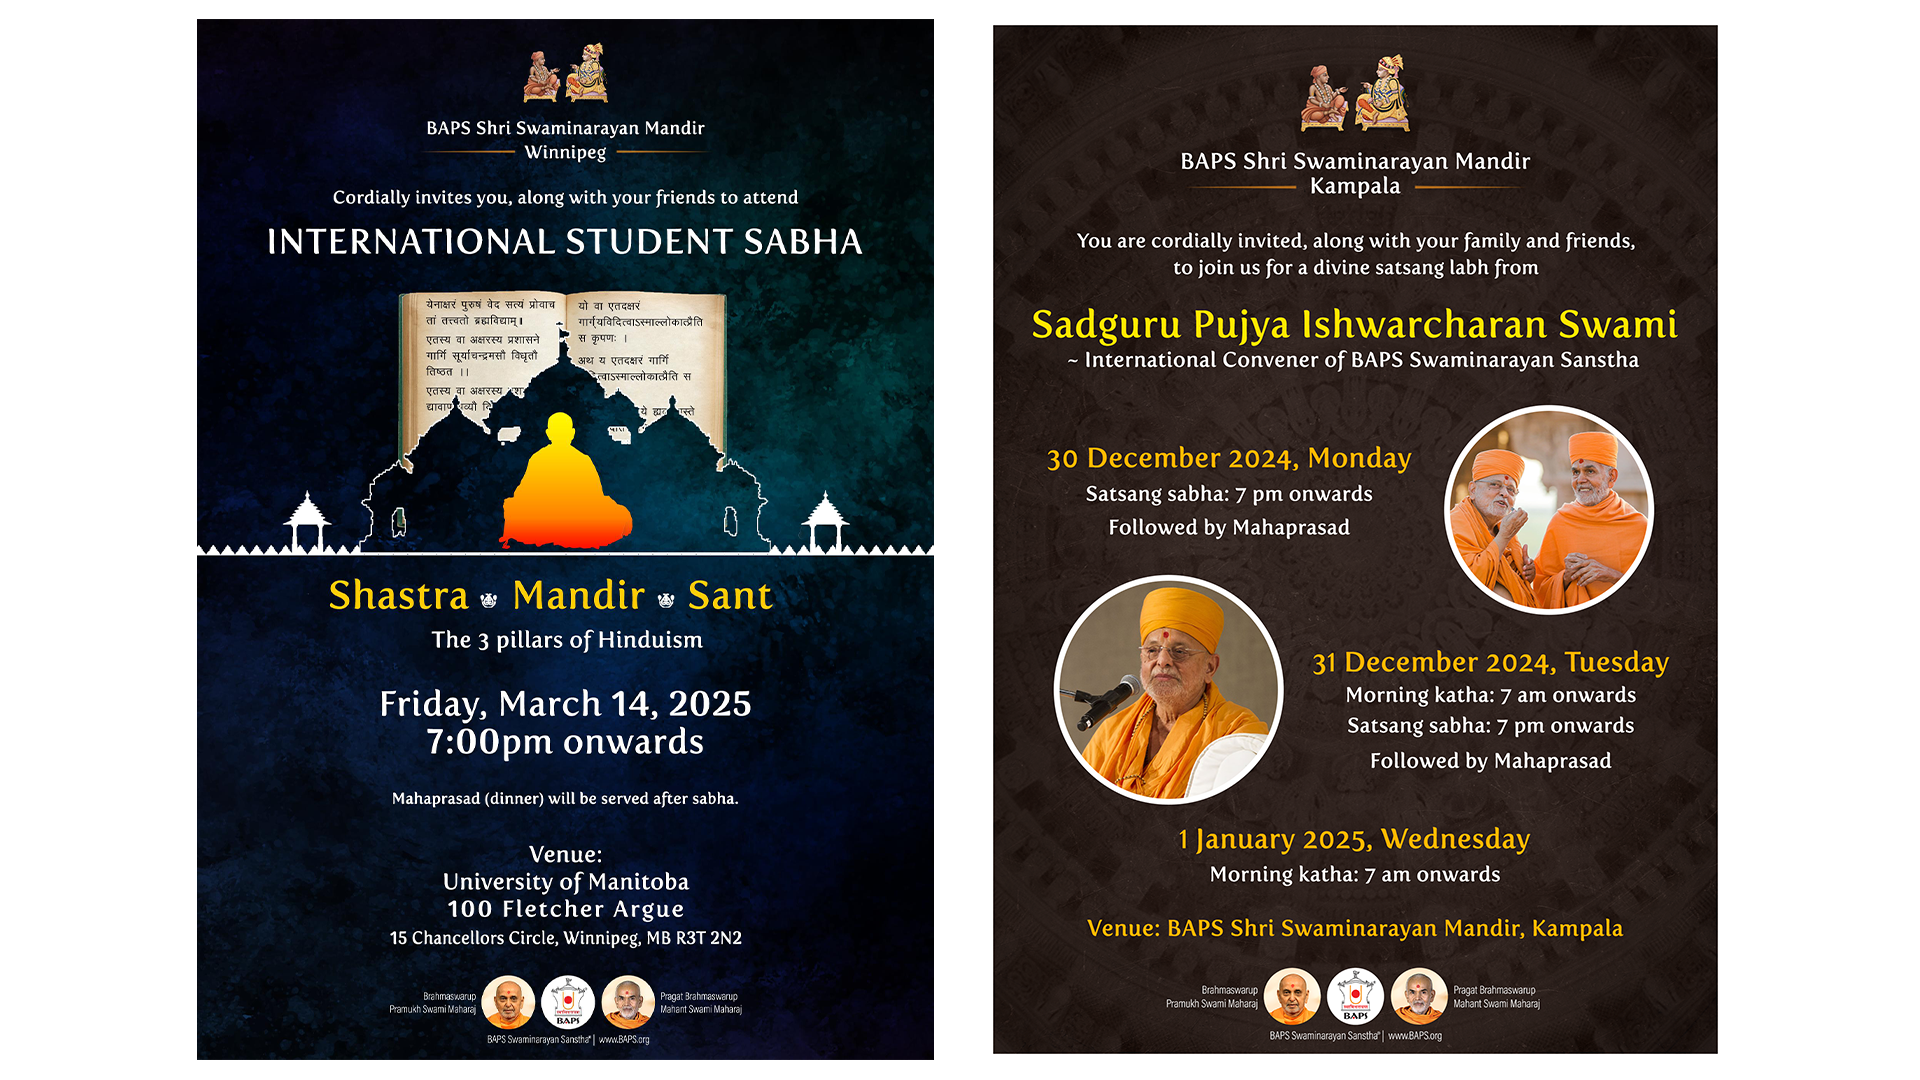 BAPS Shri Swaminarayan Mandir
Winnipeg
Cordially invites you, along with your friends to attend
INTERNATIONAL STUDENT SABHA
येनाक्षरं पुरुषं वेद सत्यं प्रोवाच
तां तत्त्वतो ब्रह्मविद्याम्॥
एतस्य वा अक्षरस्य प्रशासने
गार्गि सूर्याचन्द्रमसौ विधृतौ
तिष्ठत ।।
एतस्य वा अक्षरस्य
यो वा एतदक्षरं
गार्ग्यविदित्वाऽस्माल्लोकात्प्रैति
स कृपणः ।
अथ य एतदक्षरं गार्गि
स
Shastra Mandir Sant
The 3 pillars of Hinduism
Friday, March 14, 2025
7:00pm onwards
Mahaprasad (dinner) will be served after sabha.
Venue:
University of Manitoba
100 Fletcher Argue
15 Chancellors Circle, Winnipeg, MB R3T 2N2
Brahmaswarup
Pramukh Swami Maharaj
BAPS
Pragat Brahmaswarup
Mahant Swami Maharaj
BAPS Swaminarayan Sanstha® | www.BAPS.org
BAPS Shri Swaminarayan Mandir
Kampala
You are cordially invited, along with your family and friends,
to join us for a divine satsang labh from
Sadguru Pujya Ishwarcharan Swami
~ International Convener of BAPS Swaminarayan Sanstha
30 December 2024, Monday
Satsang sabha: 7 pm onwards
Followed by Mahaprasad
31 December 2024, Tuesday
Morning katha: 7 am onwards
Satsang sabha: 7 pm onwards
Followed by Mahaprasad
1 January 2025, Wednesday
Morning katha: 7 am onwards
Venue: BAPS Shri Swaminarayan Mandir, Kampala
Brahmaswarup
Pramukh Swami Maharaj
BAPS
Pragat Brahmaswarup
Mahant Swami Maharaj
BAPS Swaminarayan Sanstha® | www.BAPS.org